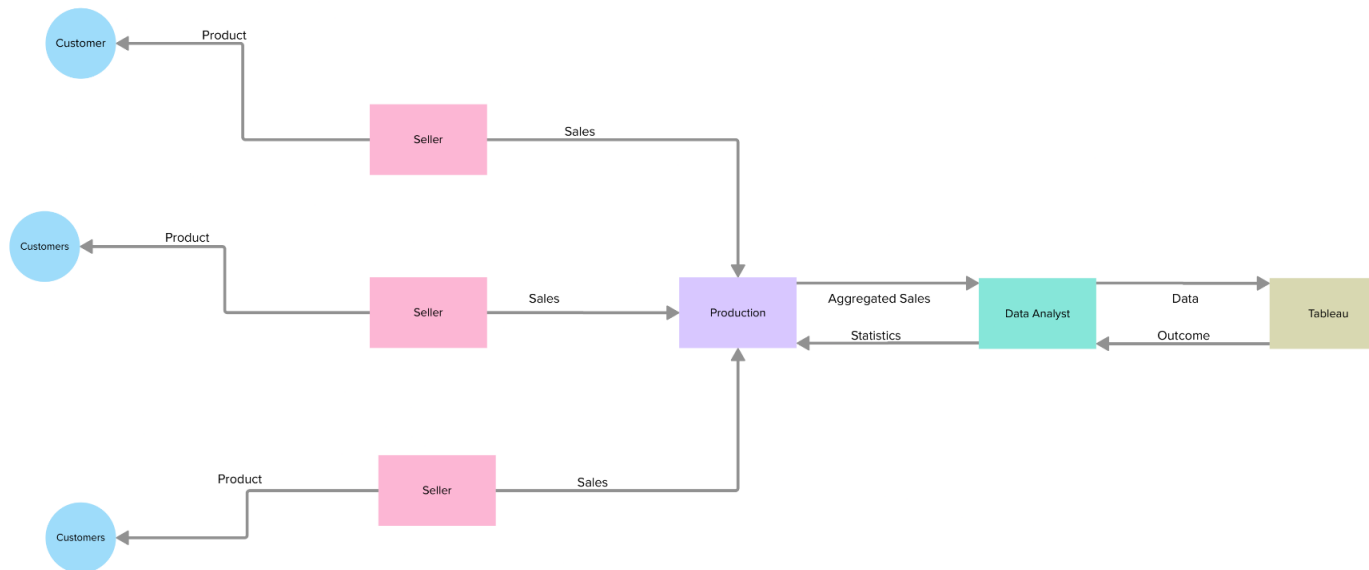 Product
Customer
Seller
Sales
Product
Customers
Seller
Sales
Production
Aggregated Sales
Statistics
Data Analyst
Data
Outcome
Tableau
Product
Seller
Sales
Customers